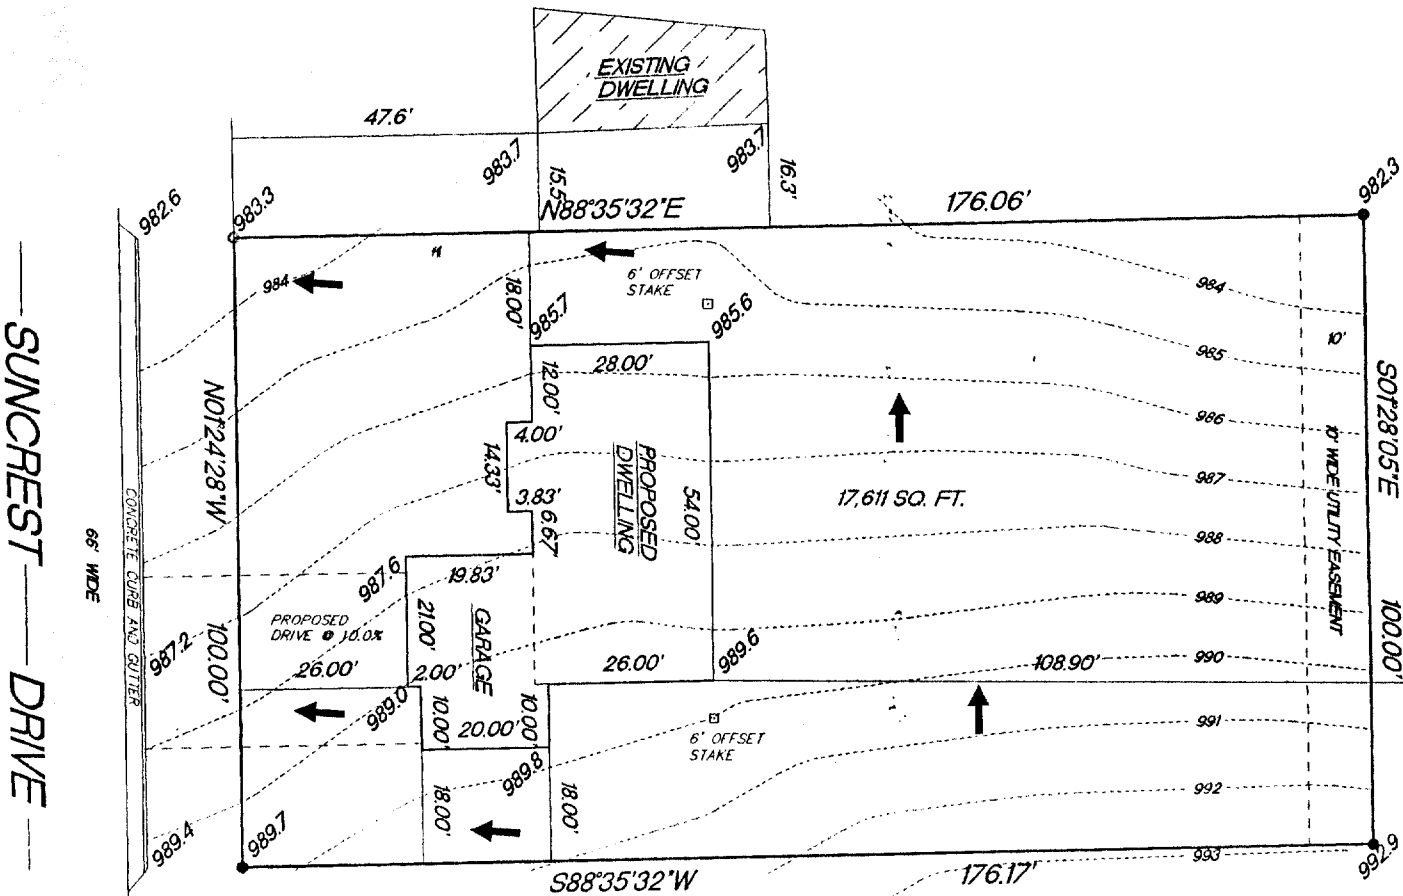 EXISTING
DWELLING
47.6'
983.7
983.7
15.5'
16.3'
982.6
983.3
N88°35'32"E
176.06'
982.3
984
6' OFFSET
STAKE
18.00'
985.7
985.6
984
985
10'
28.00'
12.00'
986
4.00'
14.33'
3.83'
6.67'
PROPOSED
DWELLING
54.00'
17,611 SQ. FT.
987
988
10' WIDE UTILITY EASEMENT
S01°28'05"E
100.00'
N01°24'28"W
100.00'
SUNCREST DRIVE
66' WIDE
CONCRETE CURB AND GUTTER
987.6
19.83'
PROPOSED
DRIVE @ 10.0%
21.00'
GARAGE
989
987.2
26.00'
2.00'
26.00'
989.6
108.90'
990
989.0
10.00'
20.00'
10.00'
6' OFFSET
STAKE
991
989.8
18.00'
18.00'
992
989.4
989.7
S88°35'32"W
176.17'
993
992.9